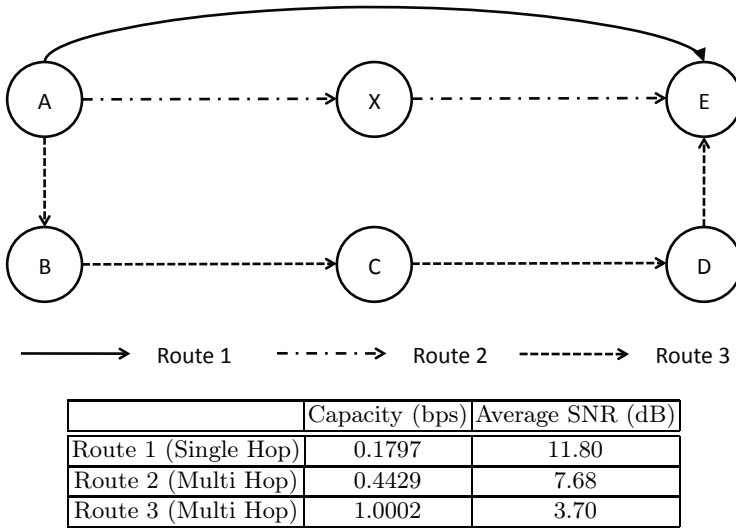 A
X
E
B
C
D
Route 1
Route 2
Route 3
Capacity (bps) Average SNR (dB)
Route 1 (Single Hop) 0.1797 11.80
Route 2 (Multi Hop) 0.4429 7.68
Route 3 (Multi Hop) 1.0002 3.70